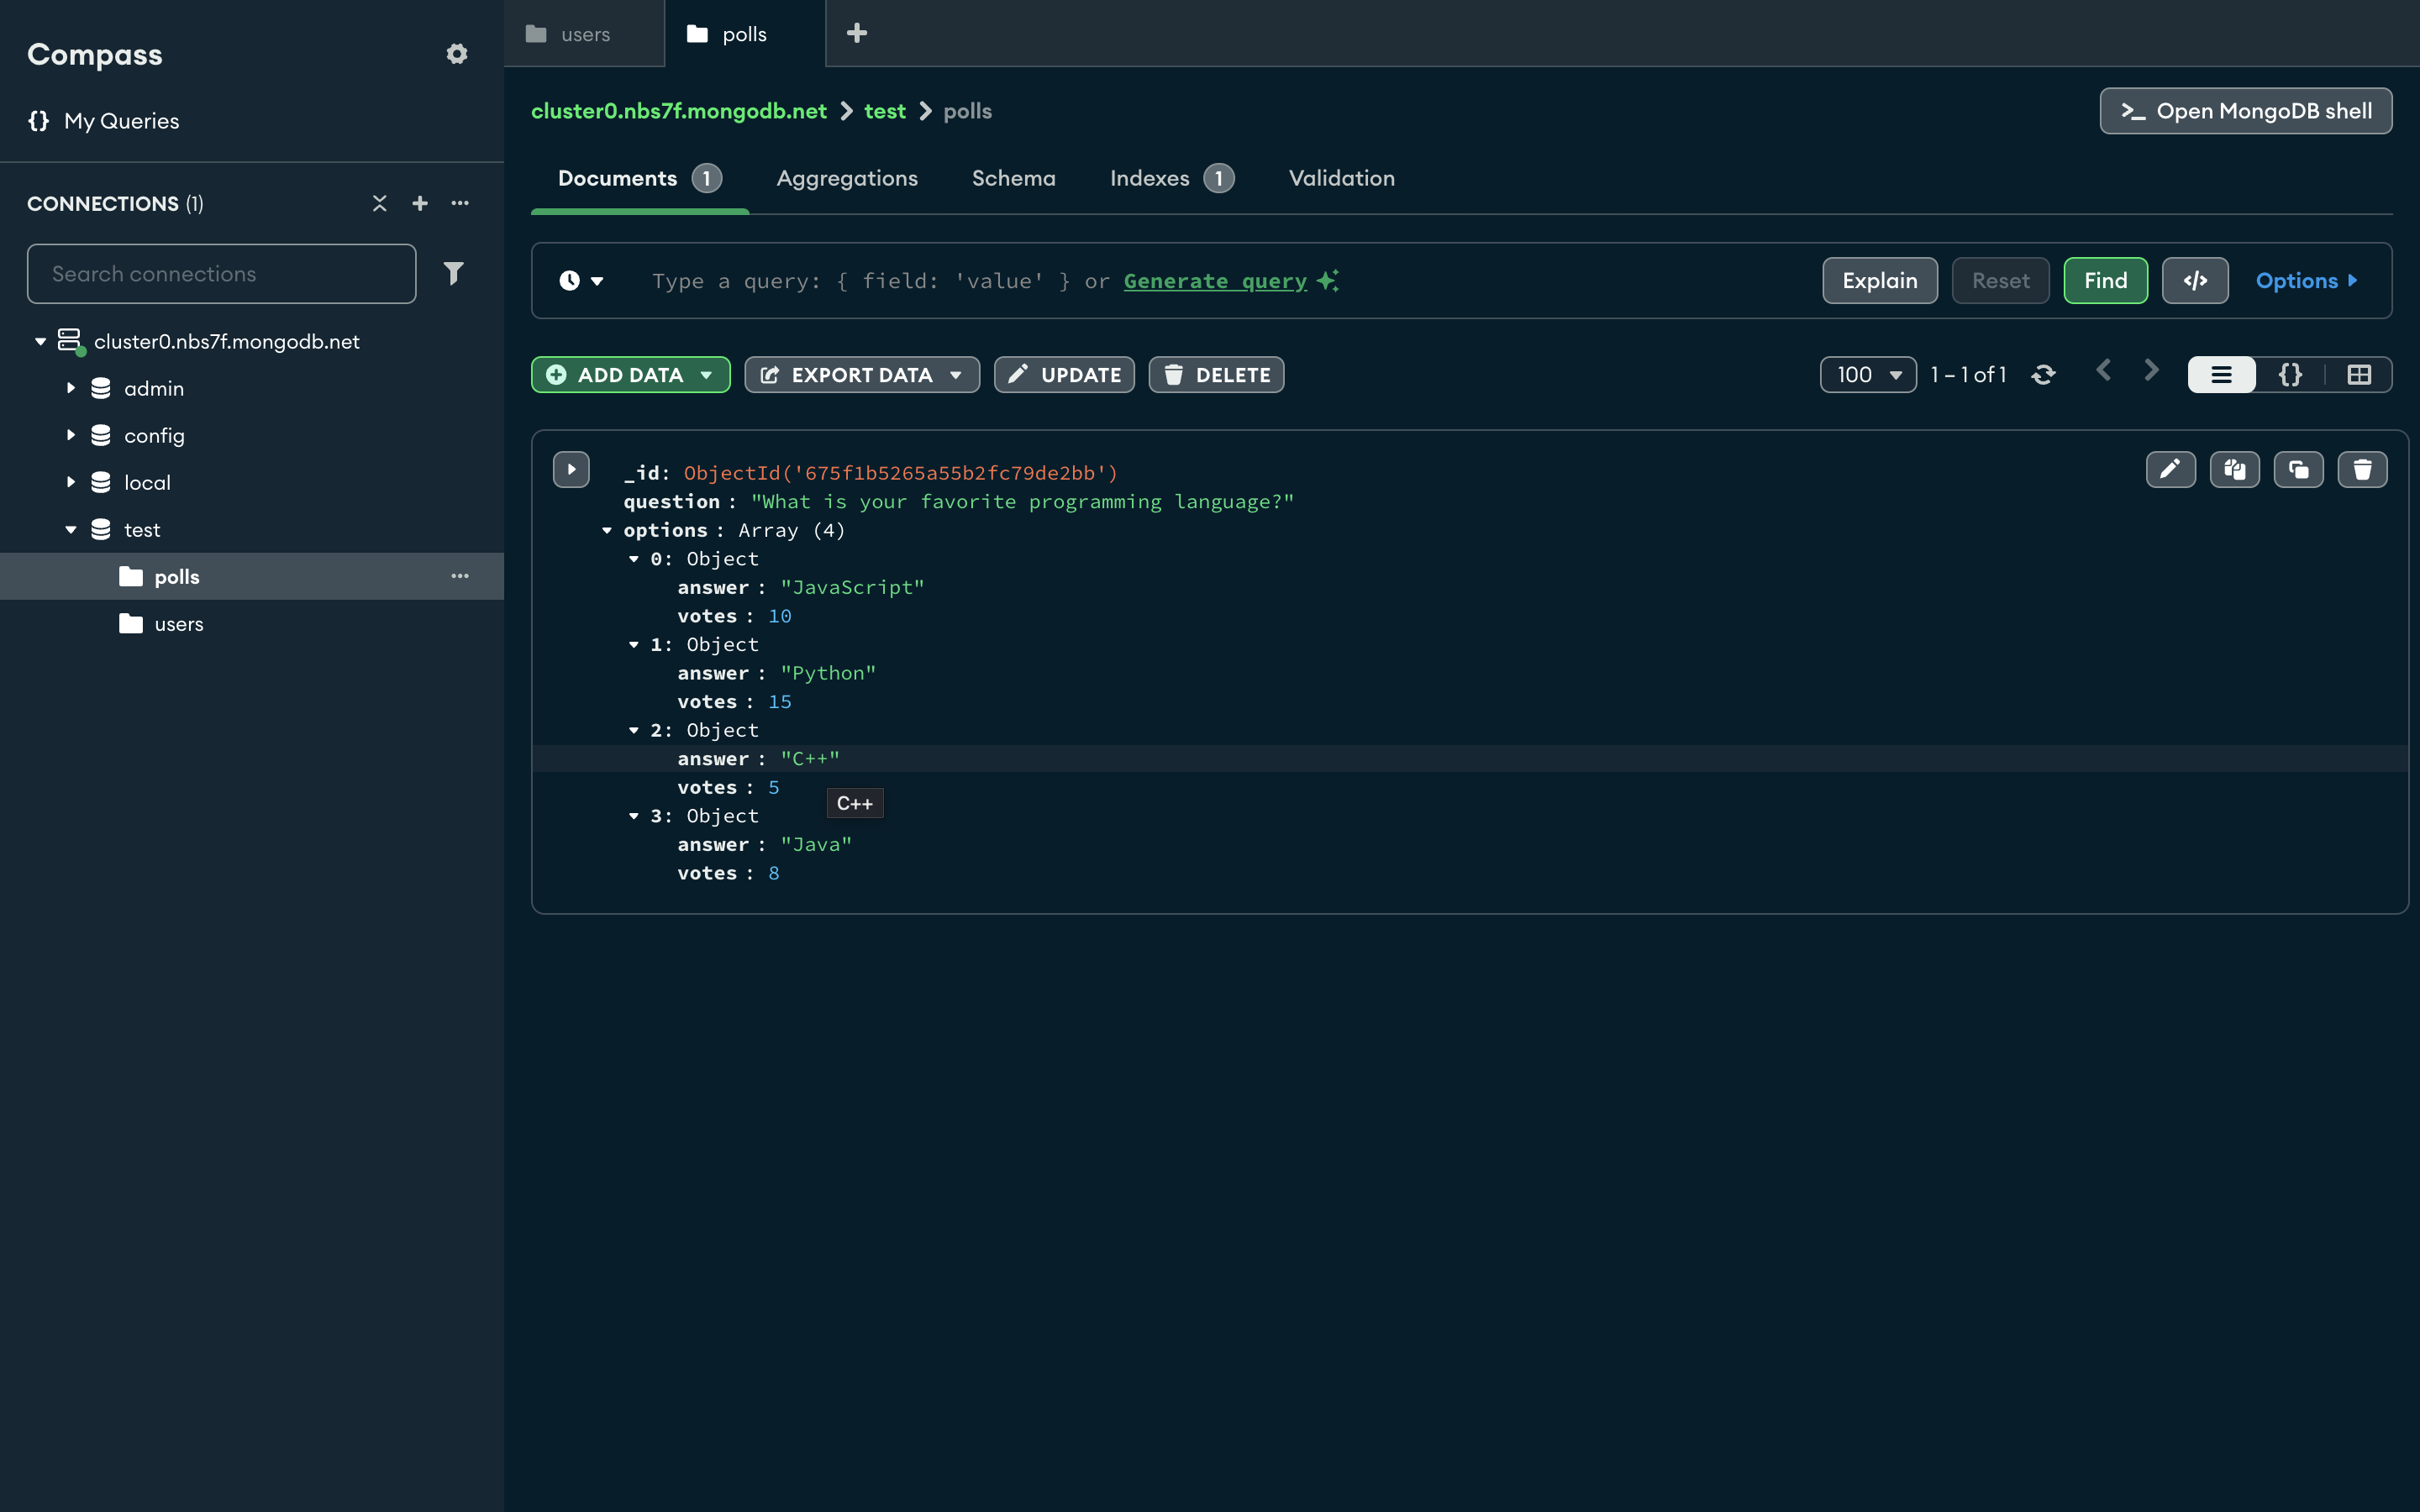 Compass
My Queries
CONNECTIONS (1)
Search connections
cluster0.nbs7f.mongodb.net
admin
config
local
test
polls
users
users
polls
cluster0.nbs7f.mongodb.net > test > polls
>_ Open MongoDB shell
Documents 1 Aggregations Schema Indexes 1 Validation
Type a query: { field: 'value' } or Generate query
Explain Reset Find </> Options
ADD DATA EXPORT DATA UPDATE DELETE
100 1 – 1 of 1 {}
_id: ObjectId('675f1b5265a55b2fc79de2bb')
question : "What is your favorite programming language?"
options : Array (4)
0: Object
answer : "JavaScript"
votes : 10
1: Object
answer : "Python"
votes : 15
2: Object
answer : "C++"
votes : 5
C++
3: Object
answer : "Java"
votes : 8